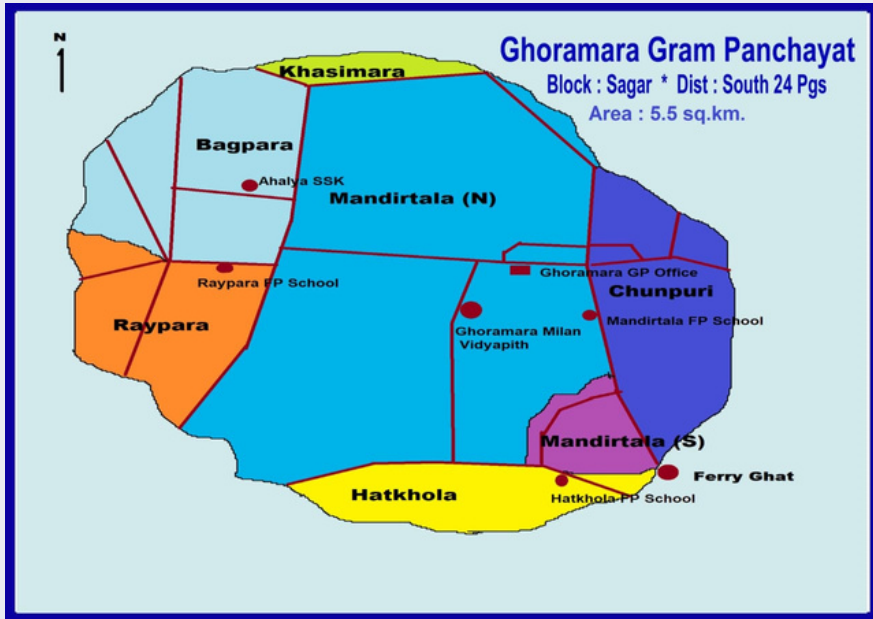 N
Ghoramara Gram Panchayat
Block : Sagar * Dist : South 24 Pgs
Area : 5.5 sq.km.
Khasimara
Bagpara
Ahalya SSK
Mandirtala (N)
Raypara FP School
Ghoramara GP Office
Chunpuri
Raypara
Ghoramara Milan
Vidyapith
Mandirtala FP School
Mandirtala (S)
Ferry Ghat
Hatkhola
Hatkhola FP School